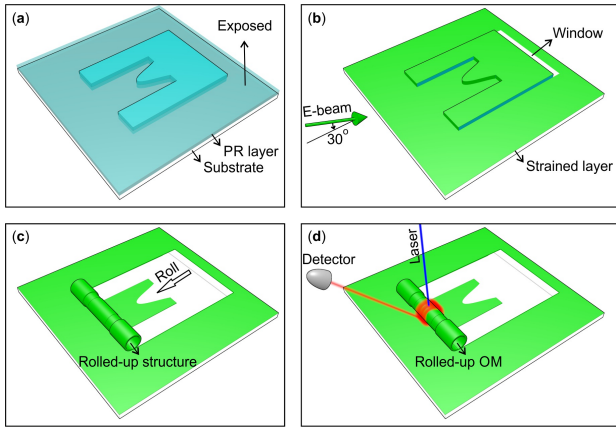 (a)
Exposed
PR layer
Substrate
(b)
Window
E-beam
30°
Strained layer
(c)
Roll
Rolled-up structure
(d)
Laser
Detector
Rolled-up OM